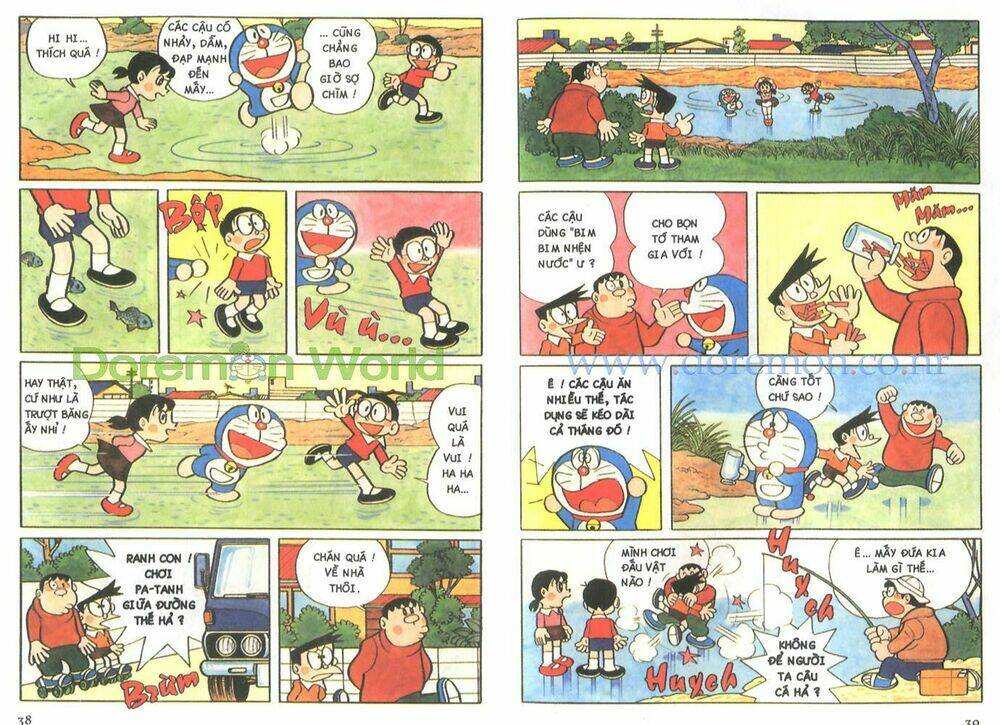 HI HI...
THÍCH QUÁ!
CÁC CẬU CÓ
NHẢY, DẪM,
ĐẠP MẠNH
ĐẾN
MẤY...
... CŨNG
CHẲNG
BAO
GIỜ SỢ
CHÌM!
BỘP
VÙ Ù...
HAY THẬT,
CỨ NHƯ LÀ
TRƯỢT BĂNG
ẤY NHỈ!
VUI
QUÁ
LÀ
VUI!
HA HA
HA...
RANH CON!
CHƠI
PA-TANH
GIỮA ĐƯỜNG
THẾ HẢ?
BRÙM
CHÁN QUÁ!
VỀ NHÀ
THÔI.
38
CÁC CẬU
DÙNG "BIM
BIM NHỆN
NƯỚC" Ư?
CHO BỌN
TỚ THAM
GIA VỚI!
MĂM
MĂM...
Ê! CÁC CẬU ĂN
NHIỀU THẾ, TÁC
DỤNG SẼ KÉO DÀI
CẢ THÁNG ĐÓ!
CÀNG TỐT
CHỨ SAO!
MÌNH CHƠI
ĐẤU VẬT
NÀO!
HUỴCH
HUỴCH
Ê... MẤY ĐỨA KIA
LÀM GÌ THẾ...
KHÔNG
ĐỂ NGƯỜI
TA CÂU
CÁ HẢ?
39
Doremon World
www.doremon.co.nr